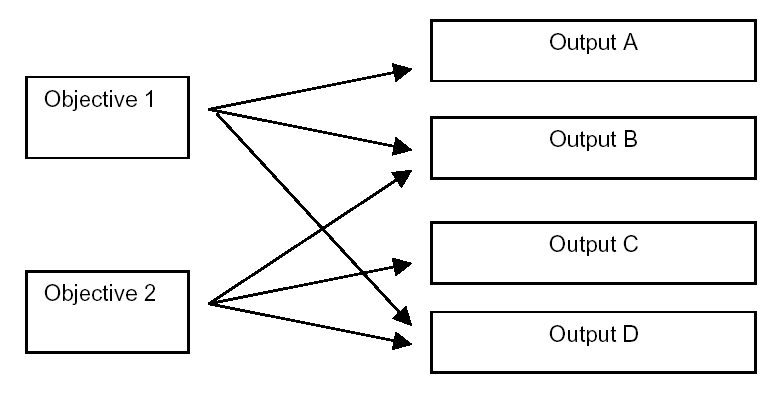 Output A
Objective 1
Output B
Output C
Objective 2
Output D